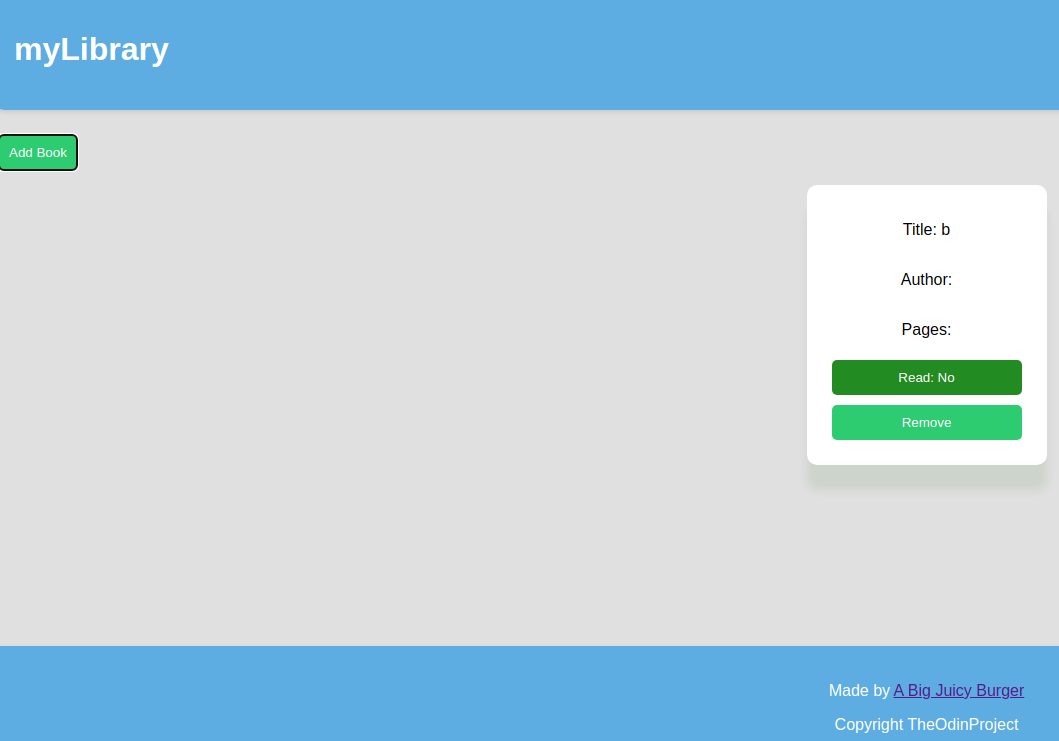 myLibrary
Add Book
Title: b
Author:
Pages:
Read: No
Remove
Made by A Big Juicy Burger
Copyright TheOdinProject